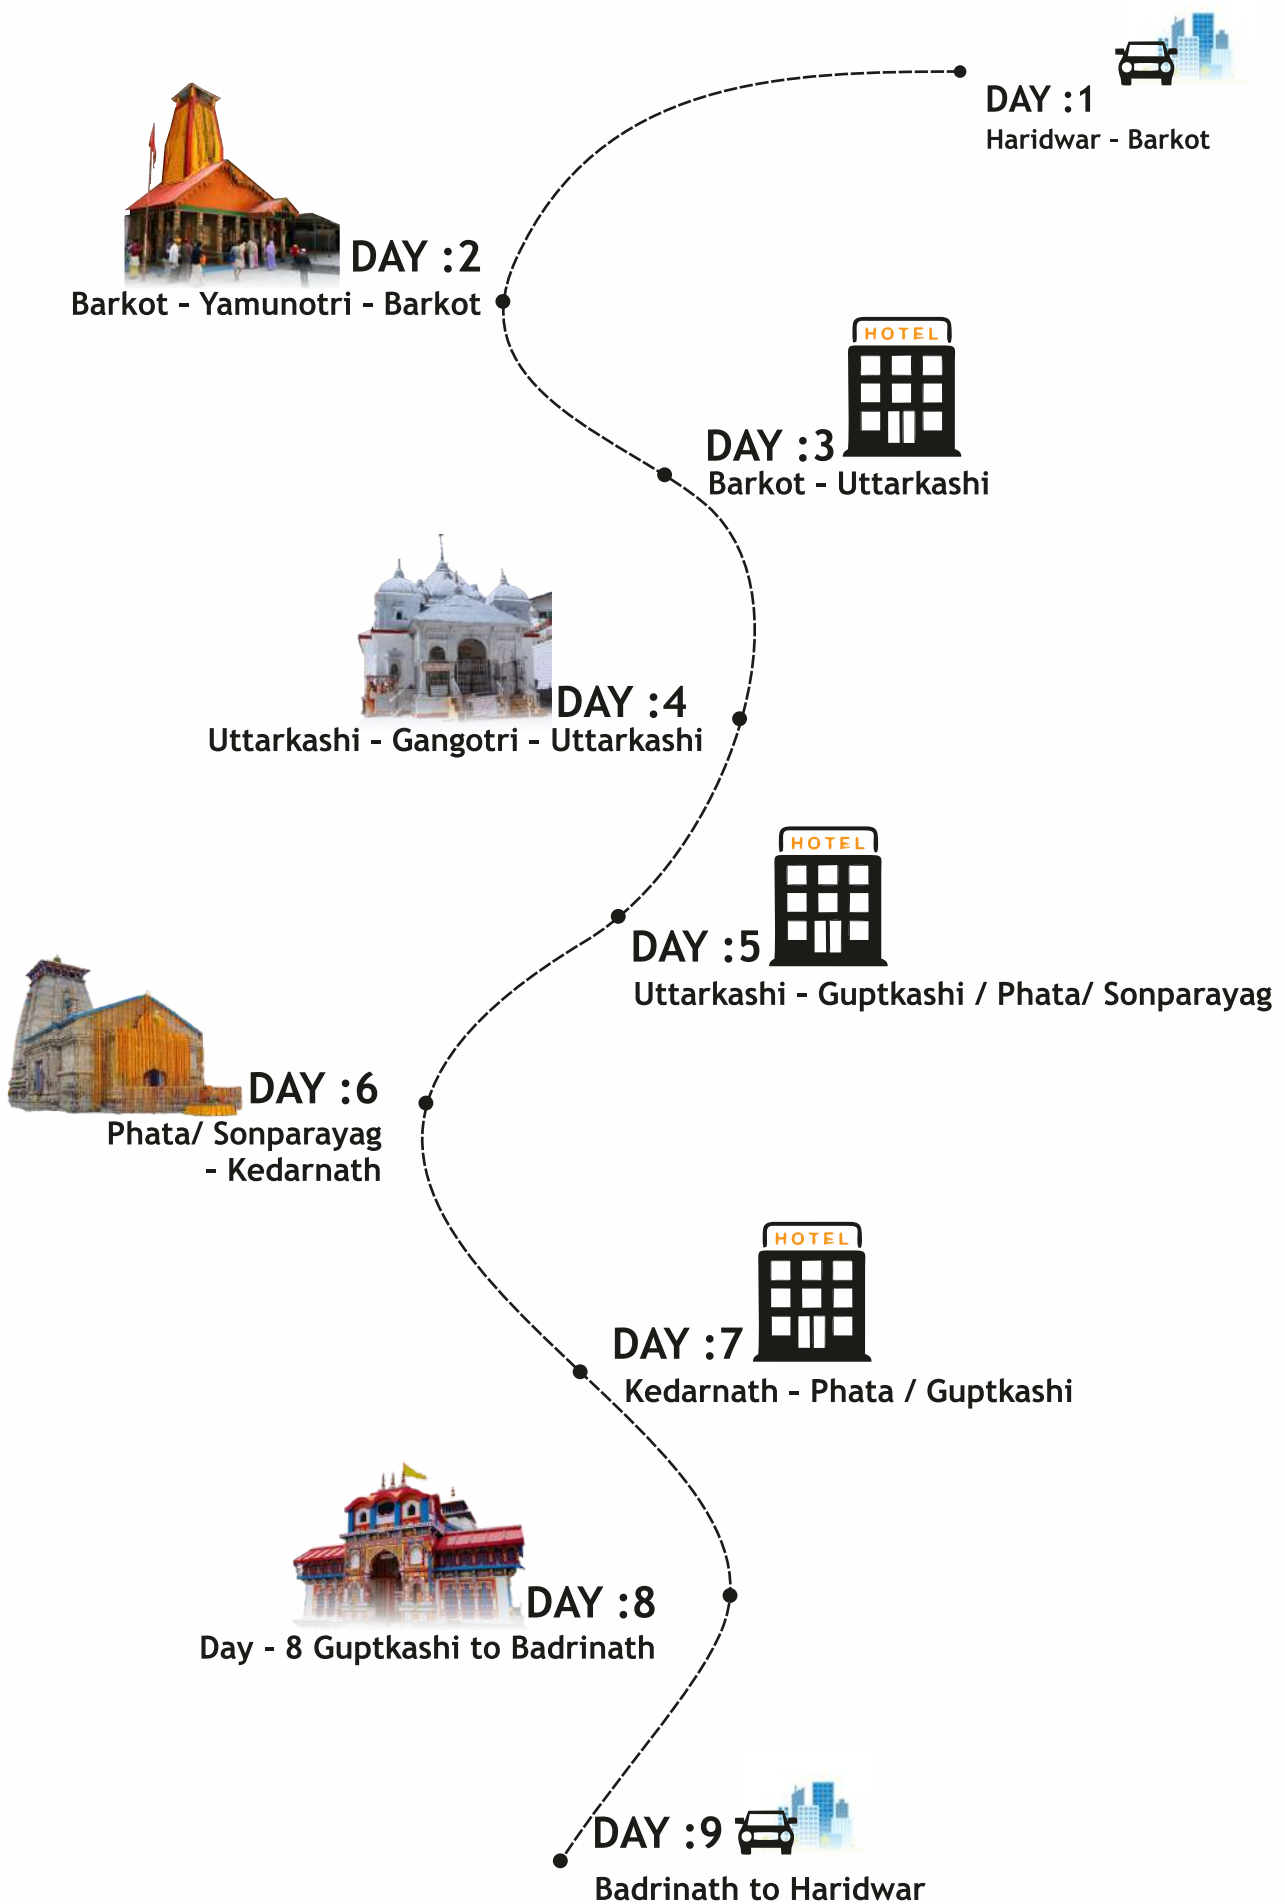 DAY :1
Haridwar - Barkot
DAY :2
Barkot - Yamunotri - Barkot
HOTEL
DAY :3
Barkot - Uttarkashi
DAY :4
Uttarkashi - Gangotri - Uttarkashi
HOTEL
DAY :5
Uttarkashi - Guptkashi / Phata/ Sonparayag
DAY :6
Phata/ Sonparayag
- Kedarnath
HOTEL
DAY :7
Kedarnath - Phata / Guptkashi
DAY :8
Day - 8 Guptkashi to Badrinath
DAY :9
Badrinath to Haridwar